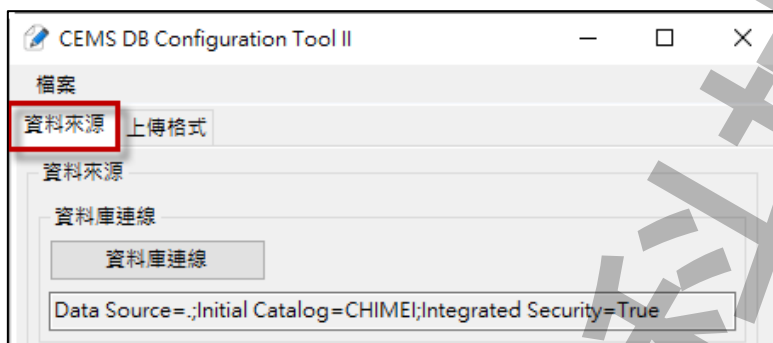 CEMS DB Configuration Tool II
檔案
資料來源 上傳格式
資料來源
資料庫連線
資料庫連線
Data Source=.;Initial Catalog=CHIMEI;Integrated Security=True